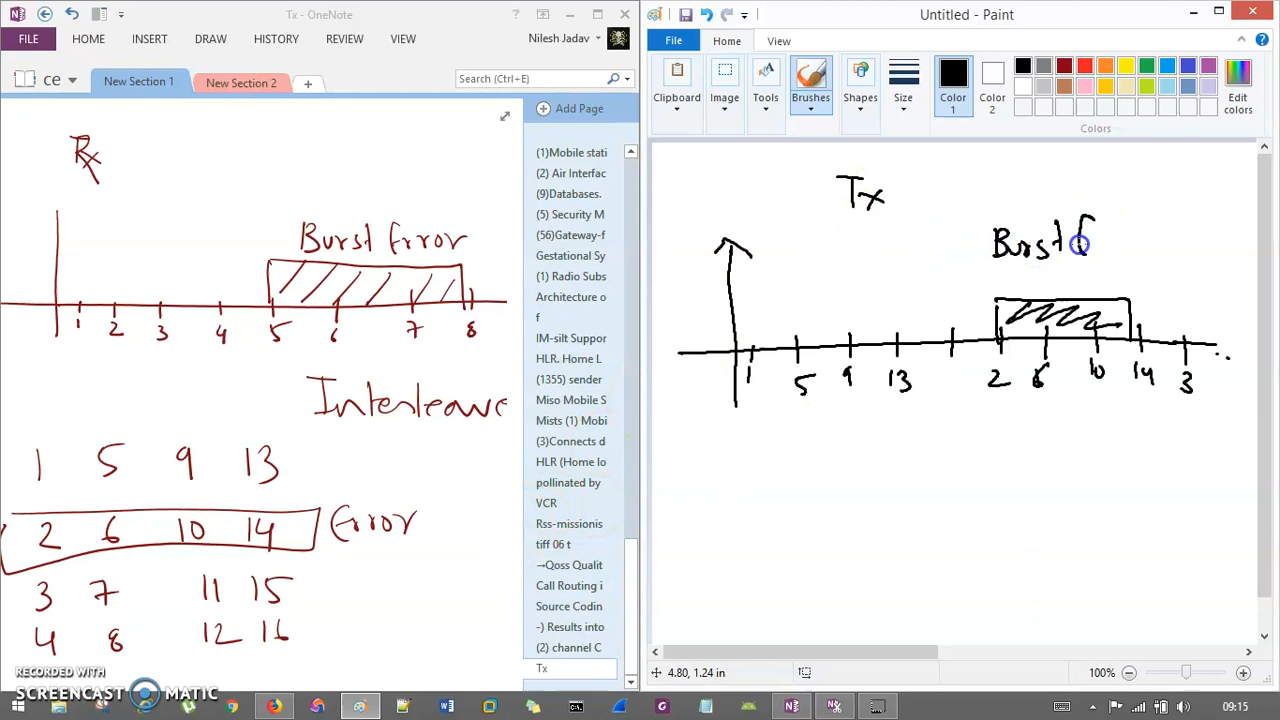 Tx - OneNote
FILE HOME INSERT DRAW HISTORY REVIEW VIEW Nilesh Jadav
ce New Section 1 New Section 2 + Search (Ctrl+E)
Add Page
(1)Mobile stati
(2) Air Interfac
(9)Databases.
(5) Security M
(56)Gateway-f
Gestational Sy
(1) Radio Subs
Architecture o
f
IM-silt Suppor
HLR. Home L
(1355) sender
Miso Mobile S
Mists (1) Mobi
(3)Connects d
HLR (Home lo
pollinated by
VCR
Rss-missionis
tiff 06 t
→Qoss Qualit
Call Routing i
Source Codin
-) Results into
(2) channel C
Tx
Rx
Burst Error
1 2 3 4 5 6 7 8
Interleave
1 5 9 13
2 6 10 14 Error
3 7 11 15
4 8 12 16
RECORDED WITH
SCREENCAST MATIC
Untitled - Paint
File Home View
Clipboard Image Tools Brushes Shapes Size Color 1 Color 2 Edit colors
Colors
Tx
Burst E
1 5 9 13 2 6 10 14 3 ..
4.80, 1.24 in 100%
09:15